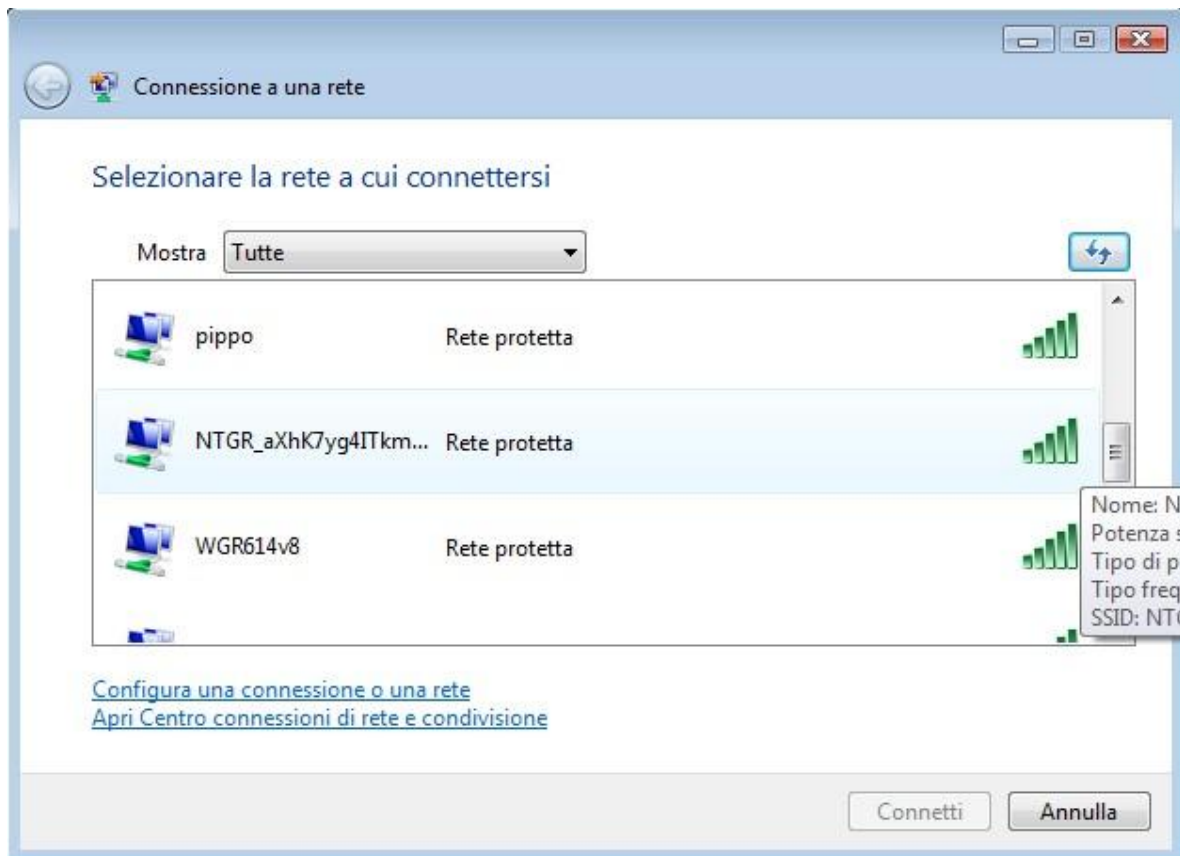 Connessione a una rete
Selezionare la rete a cui connettersi
Mostra Tutte
pippo Rete protetta
NTGR_aXhK7yg4ITkm... Rete protetta
WGR614v8 Rete protetta
Nome: N
Potenza s
Tipo di p
Tipo freq
SSID: NTG
Configura una connessione o una rete
Apri Centro connessioni di rete e condivisione
Connetti Annulla